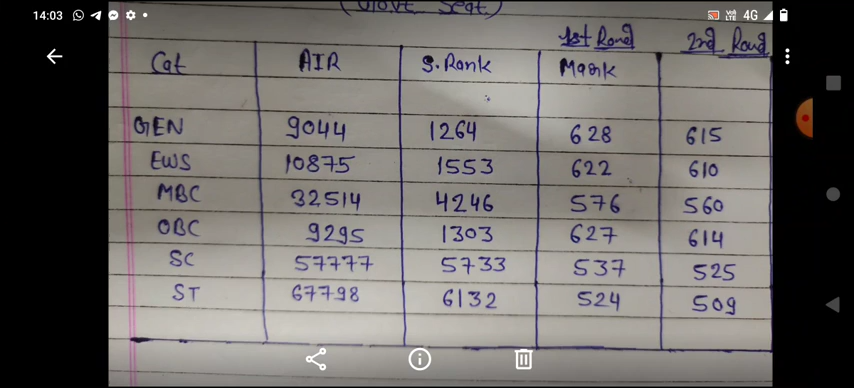 14:03 4G
(Govt Seat)
1st Round 2nd Round
Cat AIR S.Rank Mark
GEN 9044 1264 628 615
EWS 10875 1553 622 610
MBC 32514 4246 576 560
OBC 9295 1303 627 614
SC 57777 5733 537 525
ST 67798 6132 524 509